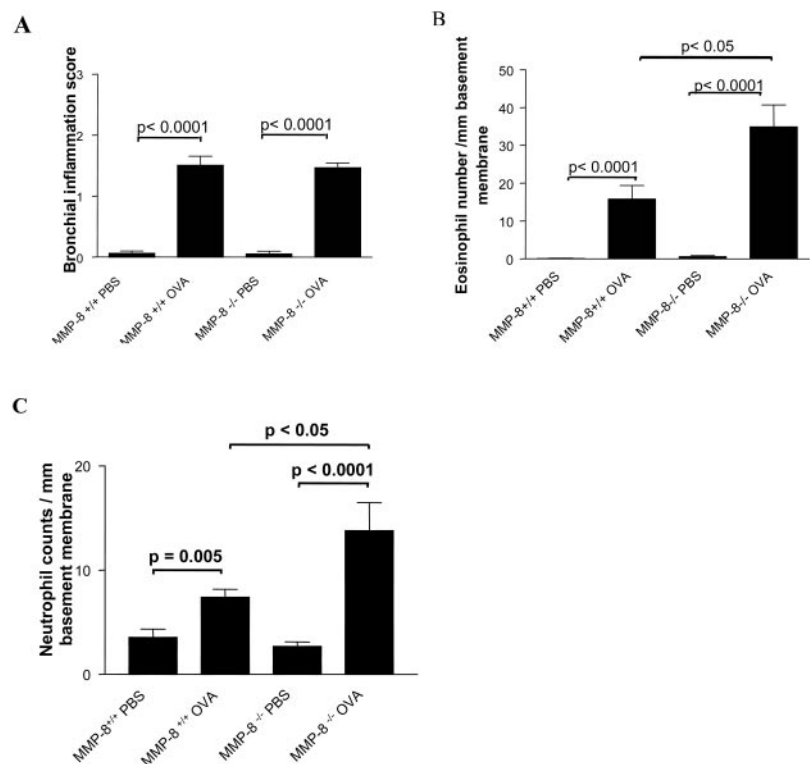 A
Bronchial inflammation score
3
2
1
0
p< 0.0001
p< 0.0001
MMP-8 +/+ PBS
MMP-8 +/+ OVA
MMP-8 -/- PBS
MMP-8 -/- OVA
B
Eosinophil number /mm basement
membrane
50
40
30
20
10
0
p< 0.05
p< 0.0001
p< 0.0001
MMP-8+/+ PBS
MMP-8+/+ OVA
MMP-8-/- PBS
MMP-8-/- OVA
C
Neutrophil counts / mm
basement membrane
20
10
0
p < 0.05
p < 0.0001
p = 0.005
MMP-8+/+ PBS
MMP-8 +/+ OVA
MMP-8 -/- PBS
MMP-8 -/- OVA